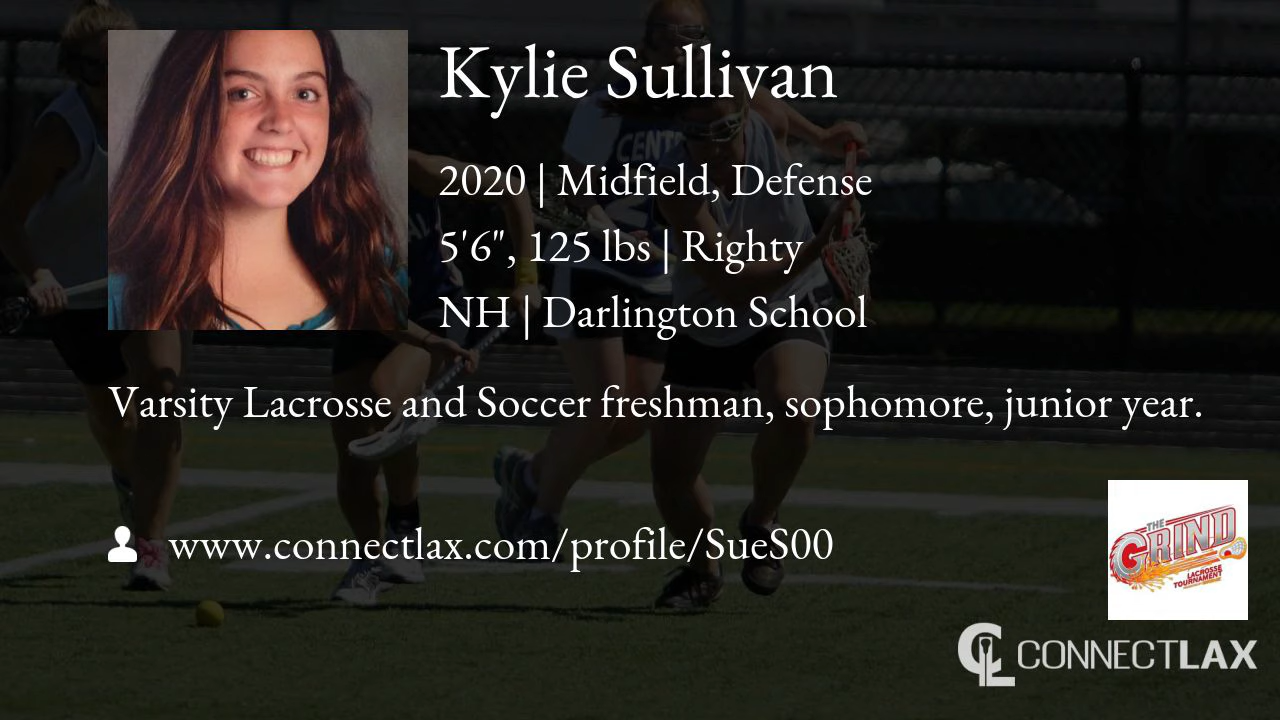 Kylie Sullivan
2020 | Midfield, Defense
5'6", 125 lbs | Righty
NH | Darlington School
Varsity Lacrosse and Soccer freshman, sophomore, junior year.
www.connectlax.com/profile/SueS00
THE
GRIND
LACROSSE
TOURNAMENT
CONNECTLAX
CENT